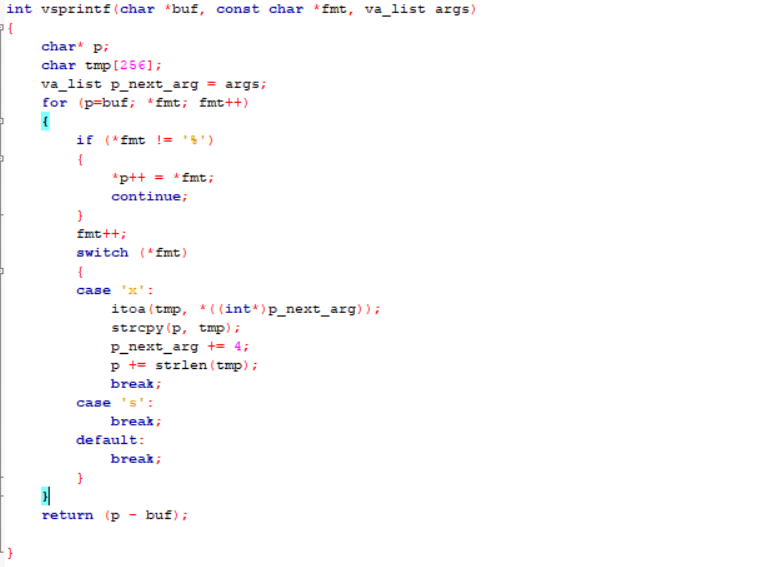 int vsprintf(char *buf, const char *fmt, va_list args)
{
    char* p;
    char tmp[256];
    va_list p_next_arg = args;
    for (p=buf; *fmt; fmt++)
    {
        if (*fmt != '%')
        {
            *p++ = *fmt;
            continue;
        }
        fmt++;
        switch (*fmt)
        {
        case 'x':
            itoa(tmp, *((int*)p_next_arg));
            strcpy(p, tmp);
            p_next_arg += 4;
            p += strlen(tmp);
            break;
        case 's':
            break;
        default:
            break;
        }
    }
    return (p - buf);
}